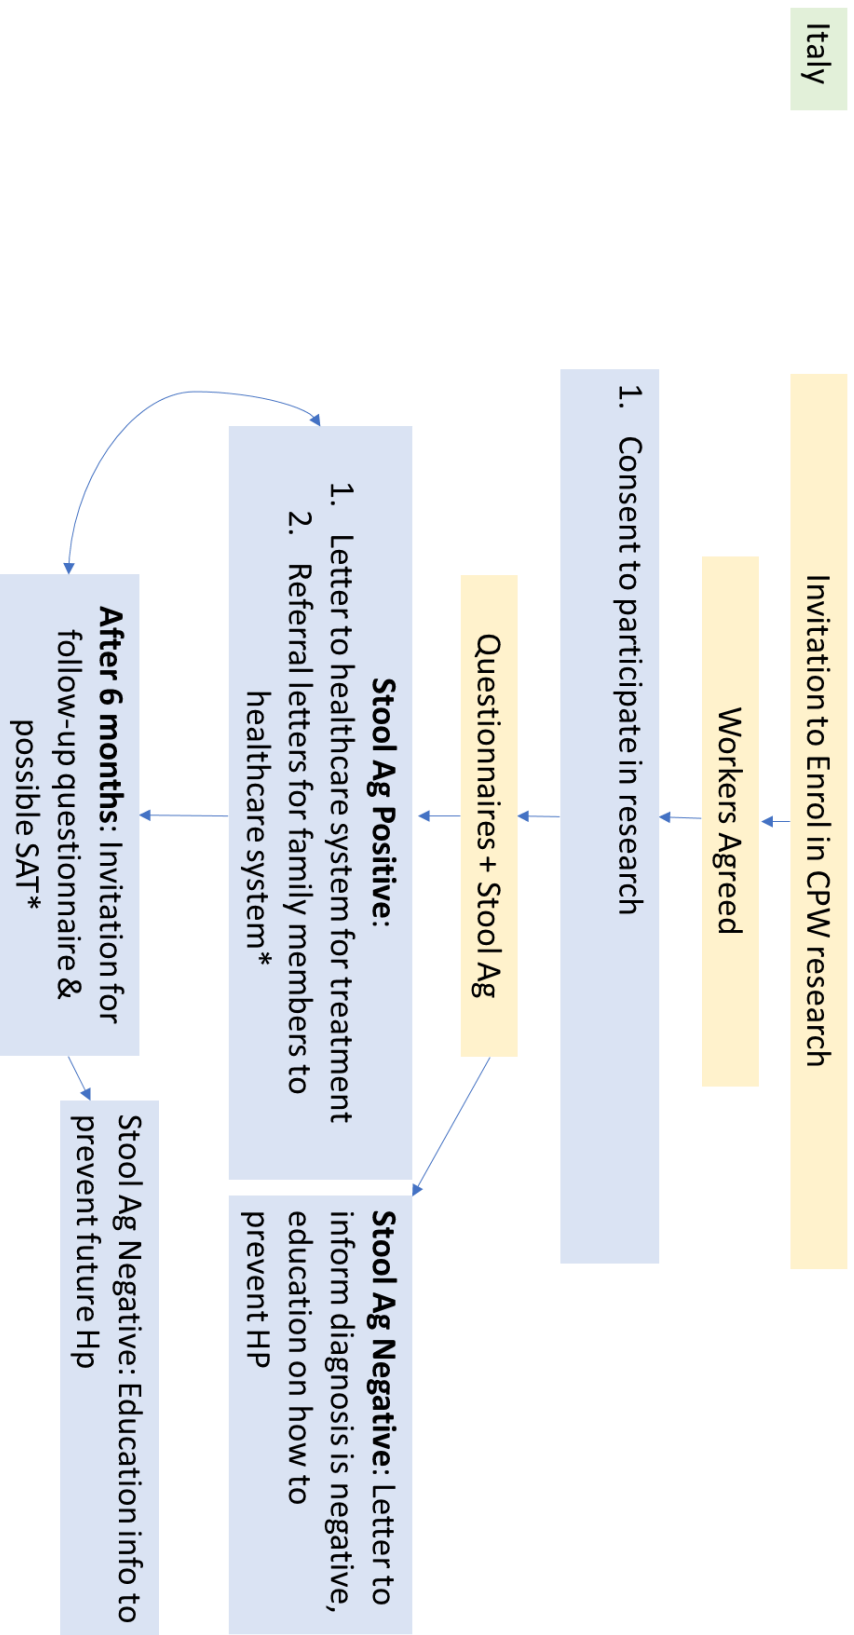 Italy
Invitation to Enrol in CPW research
Workers Agreed
1. Consent to participate in research
Questionnaires + Stool Ag
Stool Ag Positive:
1. Letter to healthcare system for treatment
2. Referral letters for family members to
healthcare system*
Stool Ag Negative: Letter to
inform diagnosis is negative,
education on how to
prevent HP
After 6 months: Invitation for
follow-up questionnaire &
possible SAT*
Stool Ag Negative: Education info to
prevent future Hp